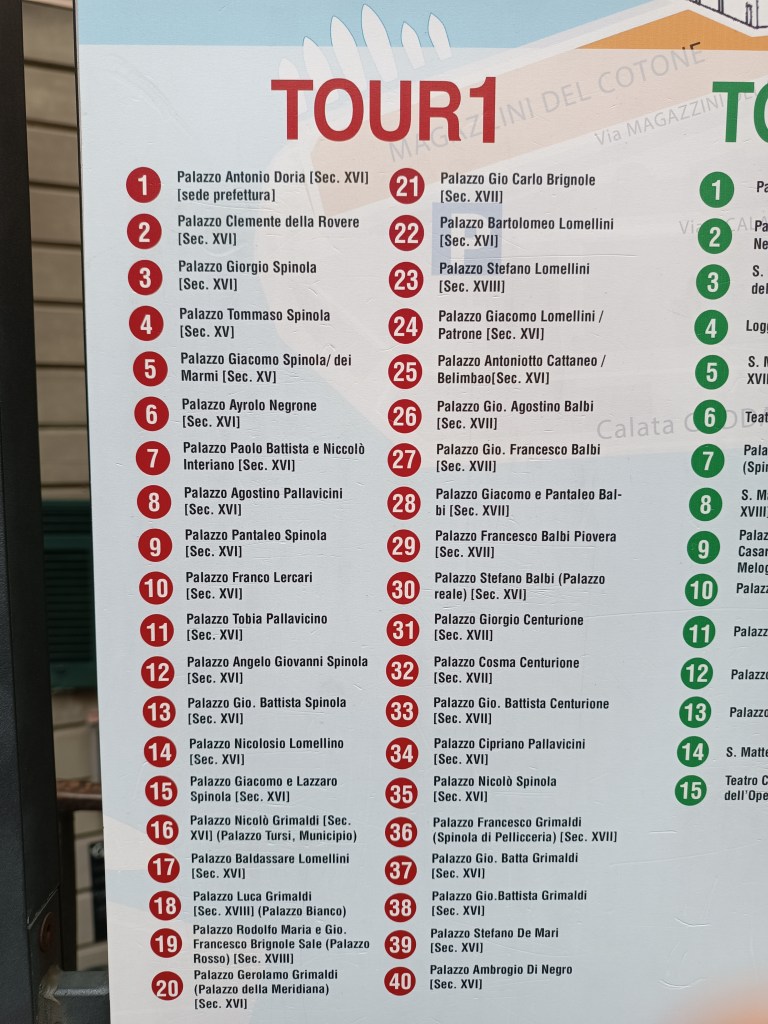 MAGAZZINI DEL COTONE
Via MAGAZZINI
TOUR1
1 Palazzo Antonio Doria [Sec. XVI]
[sede prefettura]
2 Palazzo Clemente della Rovere
[Sec. XVI]
3 Palazzo Giorgio Spinola
[Sec. XVI]
4 Palazzo Tommaso Spinola
[Sec. XV]
5 Palazzo Giacomo Spinola/ dei
Marmi [Sec. XV]
6 Palazzo Ayrolo Negrone
[Sec. XVI]
7 Palazzo Paolo Battista e Niccolò
Interiano [Sec. XVI]
8 Palazzo Agostino Pallavicini
[Sec. XVI]
9 Palazzo Pantaleo Spinola
[Sec. XVI]
10 Palazzo Franco Lercari
[Sec. XVI]
11 Palazzo Tobia Pallavicino
[Sec. XVI]
12 Palazzo Angelo Giovanni Spinola
[Sec. XVI]
13 Palazzo Gio. Battista Spinola
[Sec. XVI]
14 Palazzo Nicolosio Lomellino
[Sec. XVI]
15 Palazzo Giacomo e Lazzaro
Spinola [Sec. XVI]
16 Palazzo Nicolò Grimaldi [Sec.
XVI] (Palazzo Tursi, Municipio)
17 Palazzo Baldassare Lomellini
[Sec. XVI]
18 Palazzo Luca Grimaldi
[Sec. XVIII] (Palazzo Bianco)
19 Palazzo Rodolfo Maria e Gio.
Francesco Brignole Sale (Palazzo
Rosso) [Sec. XVIII]
20 Palazzo Gerolamo Grimaldi
(Palazzo della Meridiana)
[Sec. XVI]
21 Palazzo Gio Carlo Brignole
[Sec. XVII]
22 Palazzo Bartolomeo Lomellini
[Sec. XVI]
23 Palazzo Stefano Lomellini
[Sec. XVIII]
24 Palazzo Giacomo Lomellini /
Patrone [Sec. XVI]
25 Palazzo Antoniotto Cattaneo /
Belimbao[Sec. XVI]
26 Palazzo Gio. Agostino Balbi
[Sec. XVII]
27 Palazzo Gio. Francesco Balbi
[Sec. XVII]
28 Palazzo Giacomo e Pantaleo Bal-
bi [Sec. XVII]
29 Palazzo Francesco Balbi Piovera
[Sec. XVII]
30 Palazzo Stefano Balbi (Palazzo
reale) [Sec. XVI]
31 Palazzo Giorgio Centurione
[Sec. XVII]
32 Palazzo Cosma Centurione
[Sec. XVII]
33 Palazzo Gio. Battista Centurione
[Sec. XVII]
34 Palazzo Cipriano Pallavicini
[Sec. XVI]
35 Palazzo Nicolò Spinola
[Sec. XVI]
36 Palazzo Francesco Grimaldi
(Spinola di Pellicceria) [Sec. XVII]
37 Palazzo Gio. Batta Grimaldi
[Sec. XVI]
38 Palazzo Gio.Battista Grimaldi
[Sec. XVI]
39 Palazzo Stefano De Mari
[Sec. XVI]
40 Palazzo Ambrogio Di Negro
[Sec. XVI]
Calata
1
2
3 S.
4
5 S.
XVII
6
7
8 S.
XVIII]
9
10
11
12
13
14 S.
15 Teatro